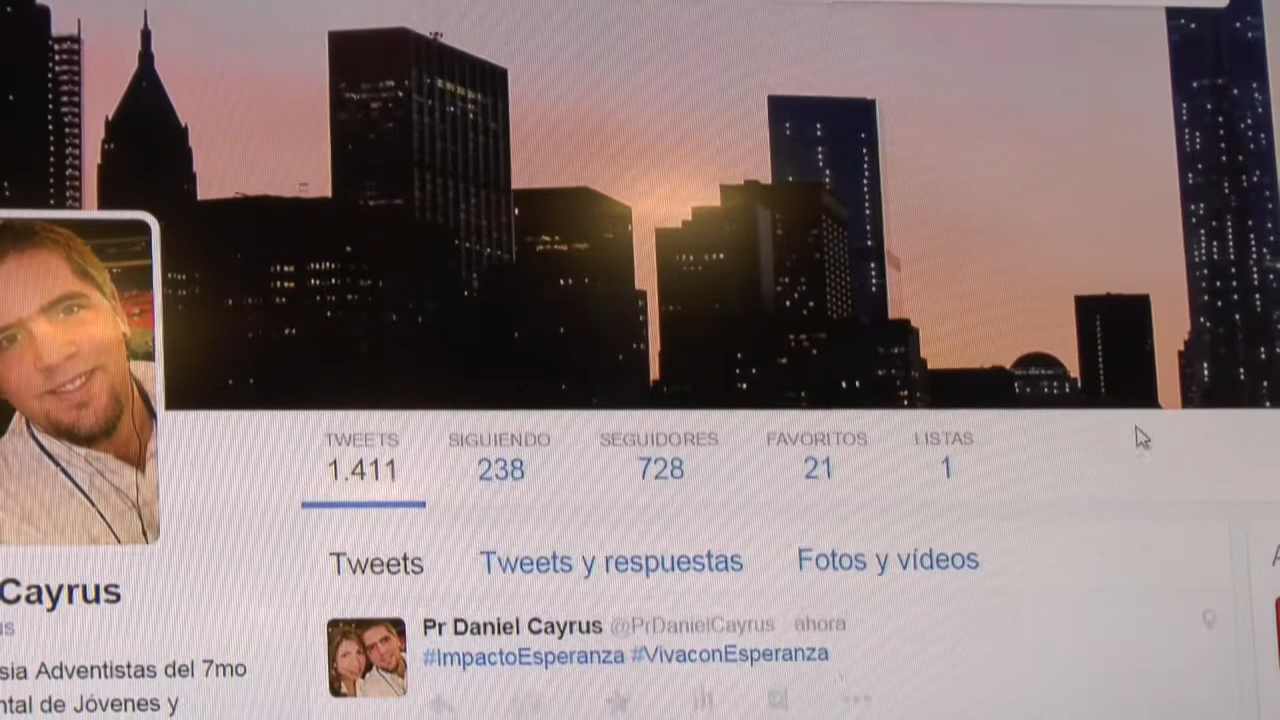 TWEETS SIGUIENDO SEGUIDORES FAVORITOS LISTAS
1.411 238 728 21 1
Tweets Tweets y respuestas Fotos y vídeos
Cayrus
Pr Daniel Cayrus @PrDanielCayrus ahora
#ImpactoEsperanza #VivaconEsperanza
sia Adventistas del 7mo
ntal de Jóvenes y